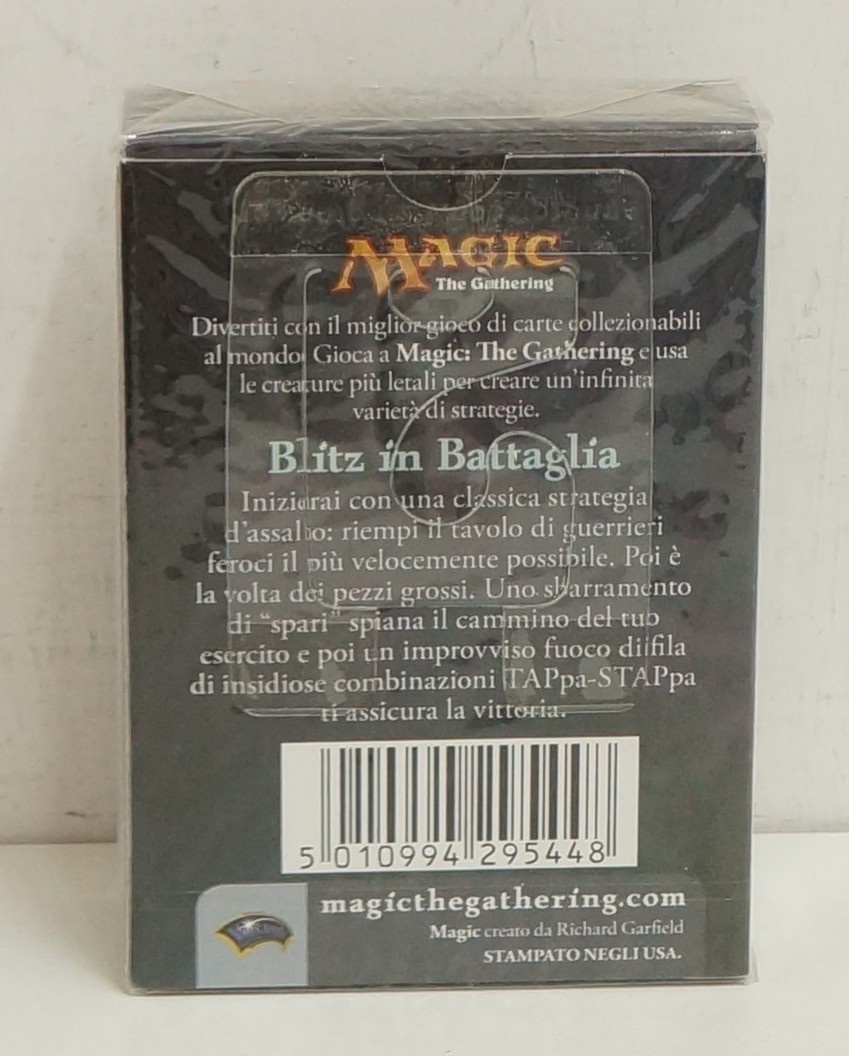 MAGIC
The Gathering
Divertiti con il miglior gioco di carte collezionabili
al mondo! Gioca a Magic: The Gathering e usa
le creature più letali per creare un'infinita
varietà di strategie.
Blitz in Battaglia
Inizierai con una classica strategia
d'assalto: riempi il tavolo di guerrieri
feroci il più velocemente possibile. Poi è
la volta dei pezzi grossi. Uno sbarramento
di “spari” spiana il cammino del tuo
esercito e poi un improvviso fuoco di fila
di insidiose combinazioni TAPpa-STAPpa
ti assicura la vittoria.
5 010994 295448
magicthegathering.com
Magic creato da Richard Garfield
STAMPATO NEGLI USA.